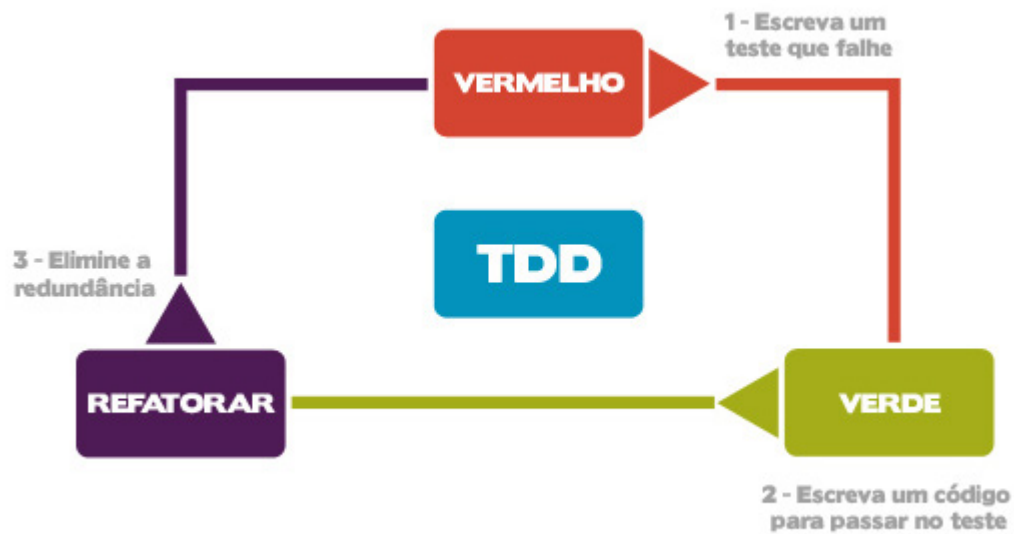 1 - Escreva um
teste que falhe
VERMELHO
TDD
3 - Elimine a
redundância
REFATORAR
VERDE
2 - Escreva um código
para passar no teste